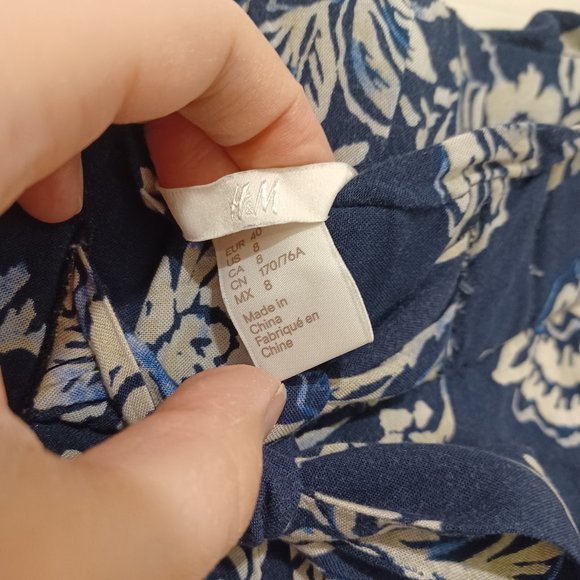 H&M
EUR 40
US 8
CA 8
CN 170/76A
MX 8
Made in
China
Fabriqué en
Chine